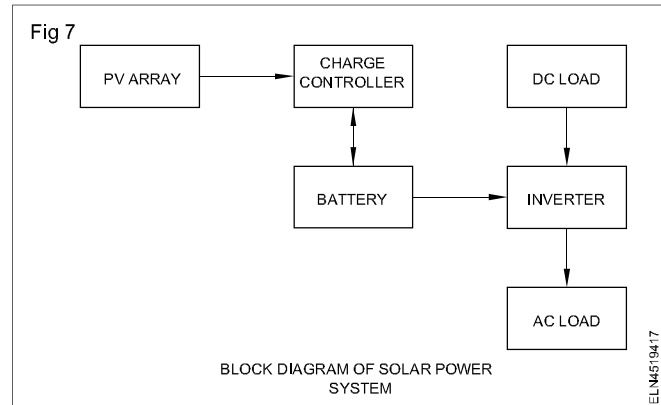 Fig 7
PV ARRAY
CHARGE
CONTROLLER
DC LOAD
BATTERY
INVERTER
AC LOAD
BLOCK DIAGRAM OF SOLAR POWER
SYSTEM
ELN4519417